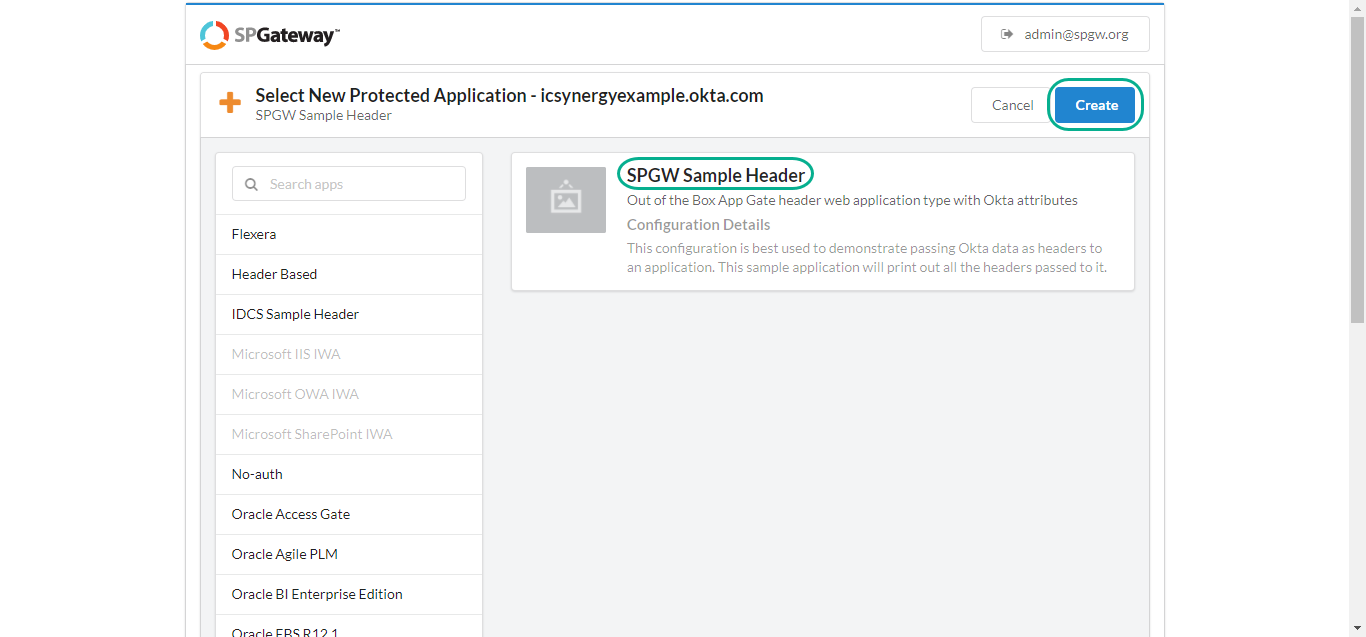 SPGateway™
admin@spgw.org
Select New Protected Application - icsynergyexample.okta.com
SPGW Sample Header
Cancel
Create
Search apps
Flexera
Header Based
IDCS Sample Header
Microsoft IIS IWA
Microsoft OWA IWA
Microsoft SharePoint IWA
No-auth
Oracle Access Gate
Oracle Agile PLM
Oracle BI Enterprise Edition
Oracle EBS R12.1
SPGW Sample Header
Out of the Box App Gate header web application type with Okta attributes
Configuration Details
This configuration is best used to demonstrate passing Okta data as headers to
an application. This sample application will print out all the headers passed to it.